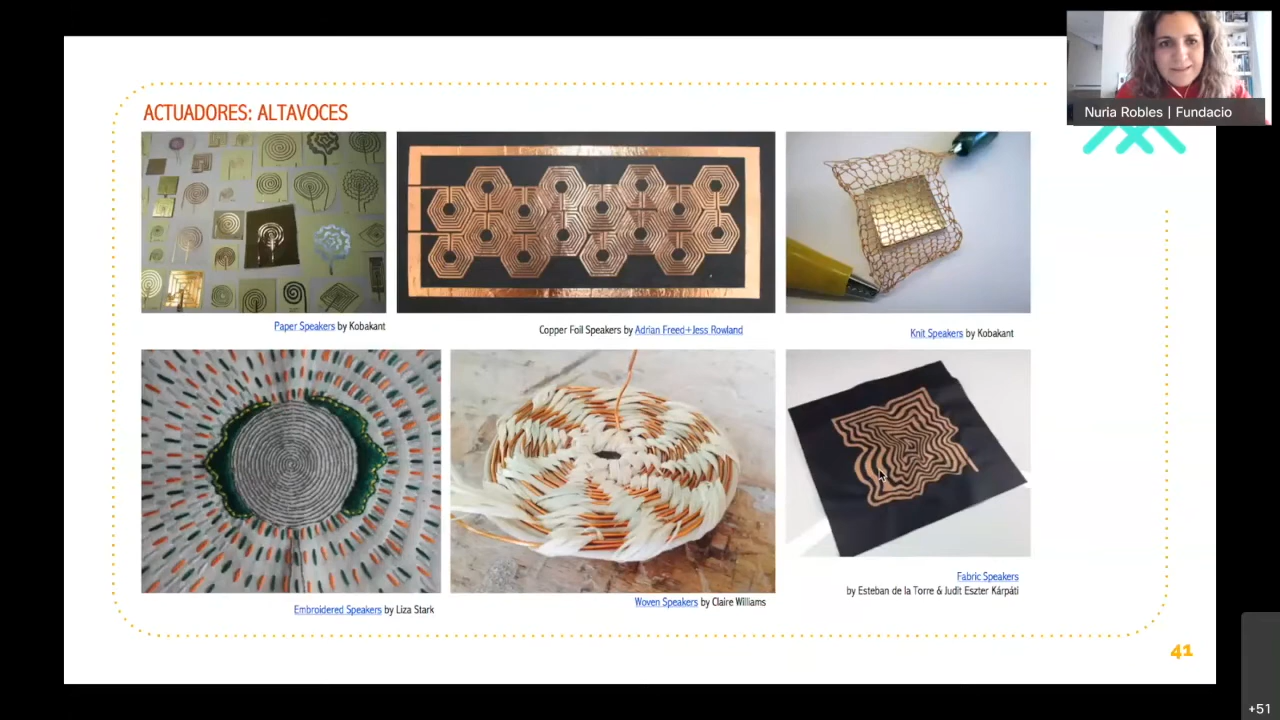 Nuria Robles | Fundacio
ACTUADORES: ALTAVOCES
Paper Speakers by Kobakant
Copper Foil Speakers by Adrian Freed+Jess Rowland
Knit Speakers by Kobakant
Embroidered Speakers by Liza Stark
Woven Speakers by Claire Williams
Fabric Speakers
by Esteban de la Torre & Judit Eszter Kárpáti
41
+51